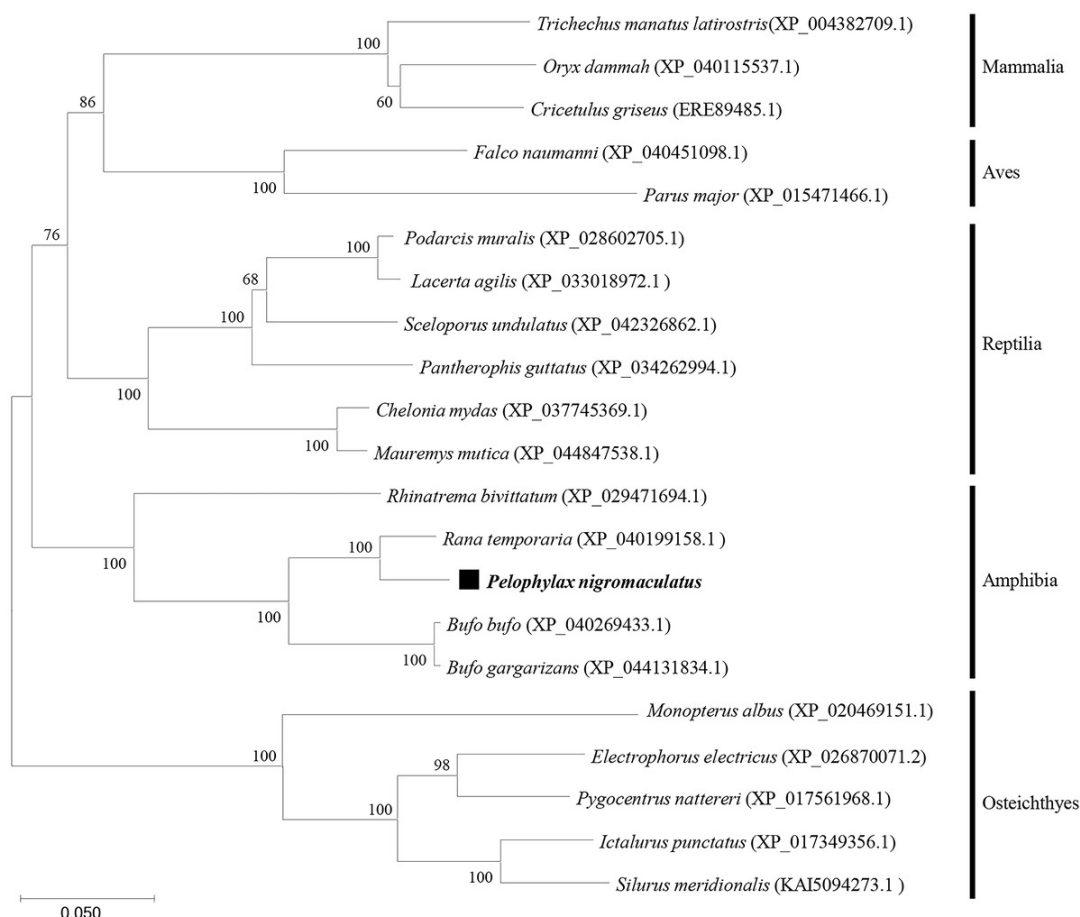 Trichechus manatus latirostris(XP_004382709.1)
100
Oryx dammah (XP_040115537.1)
Mammalia
86
60
Cricetulus griseus (ERE89485.1)
Falco naumanni (XP_040451098.1)
Aves
100
Parus major (XP_015471466.1)
76
Podarcis muralis (XP_028602705.1)
100
68
Lacerta agilis (XP_033018972.1 )
100
Sceloporus undulatus (XP_042326862.1)
Reptilia
Pantherophis guttatus (XP_034262994.1)
100
Chelonia mydas (XP_037745369.1)
100
Mauremys mutica (XP_044847538.1)
Rhinatrema bivittatum (XP_029471694.1)
Rana temporaria (XP_040199158.1 )
100
100
Pelophylax nigromaculatus
Amphibia
100
Bufo bufo (XP_040269433.1)
100
Bufo gargarizans (XP_044131834.1)
Monopterus albus (XP_020469151.1)
100
Electrophorus electricus (XP_026870071.2)
98
Pygocentrus nattereri (XP_017561968.1)
Osteichthyes
100
Ictalurus punctatus (XP_017349356.1)
100
Silurus meridionalis (KAI5094273.1 )
0.050